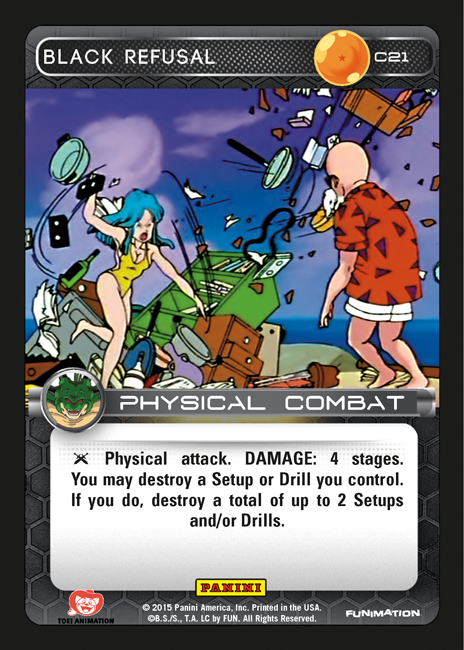 BLACK REFUSAL
C21
PHYSICAL COMBAT
Physical attack. DAMAGE: 4 stages.
You may destroy a Setup or Drill you control.
If you do, destroy a total of up to 2 Setups
and/or Drills.
PANINI
TOEI ANIMATION
© 2015 Panini America, Inc. Printed in the USA.
©B.S./S., T.A. LC by FUN. All Rights Reserved.
FUNIMATION